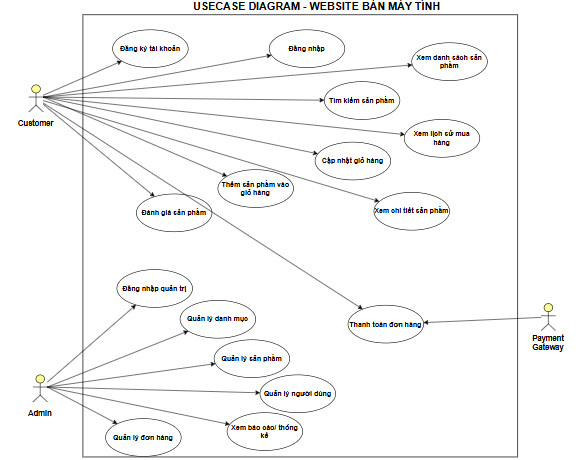 USECASE DIAGRAM - WEBSITE BÁN MÁY TÍNH
Đăng ký tài khoản
Đăng nhập
Xem danh sách sản
phẩm
Tìm kiếm sản phẩm
Customer
Xem lịch sử mua
hàng
Cập nhật giỏ hàng
Thêm sản phẩm vào
giỏ hàng
Đánh giá sản phẩm
Xem chi tiết sản phẩm
Đăng nhập quản trị
Quản lý danh mục
Thanh toán đơn hàng
Payment
Gateway
Quản lý sản phẩm
Quản lý người dùng
Admin
Xem báo cáo/ thống
kê
Quản lý đơn hàng